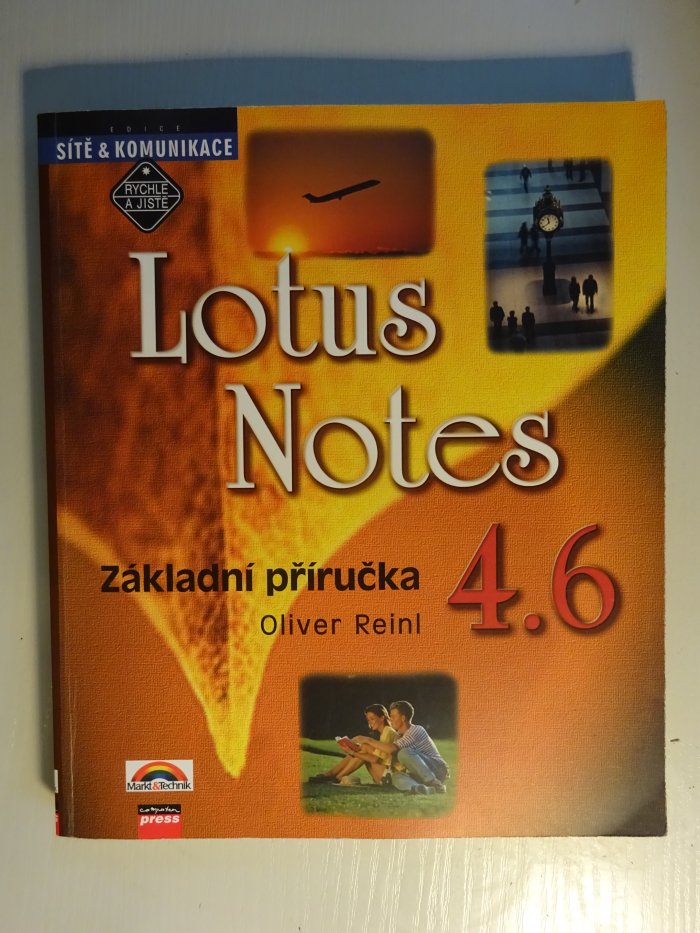 EDICE
SÍTĚ & KOMUNIKACE
RYCHLE
A JISTĚ
Lotus
Notes
4.6
Základní příručka
Oliver Reinl
Markt&Technik
computer
press